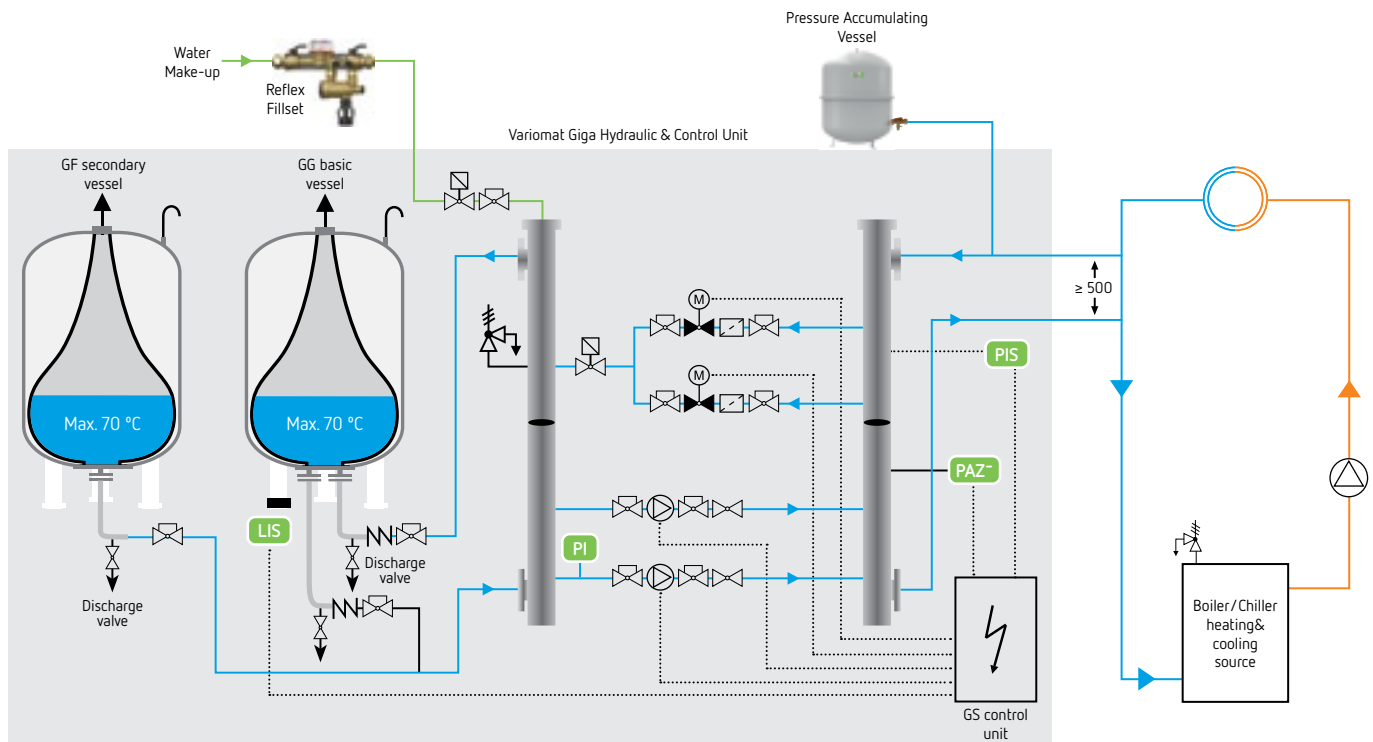 Pressure Accumulating
Vessel
Water
Make-up
Reflex
Fillset
Variomat Giga Hydraulic & Control Unit
GF secondary
vessel
GG basic
vessel
≥ 500
M
PIS
M
Max. 70 ºC
Max. 70 ºC
PAZ⁻
LIS
PI
Discharge
valve
Discharge
valve
Boiler/Chiller
heating&
cooling
source
GS control
unit